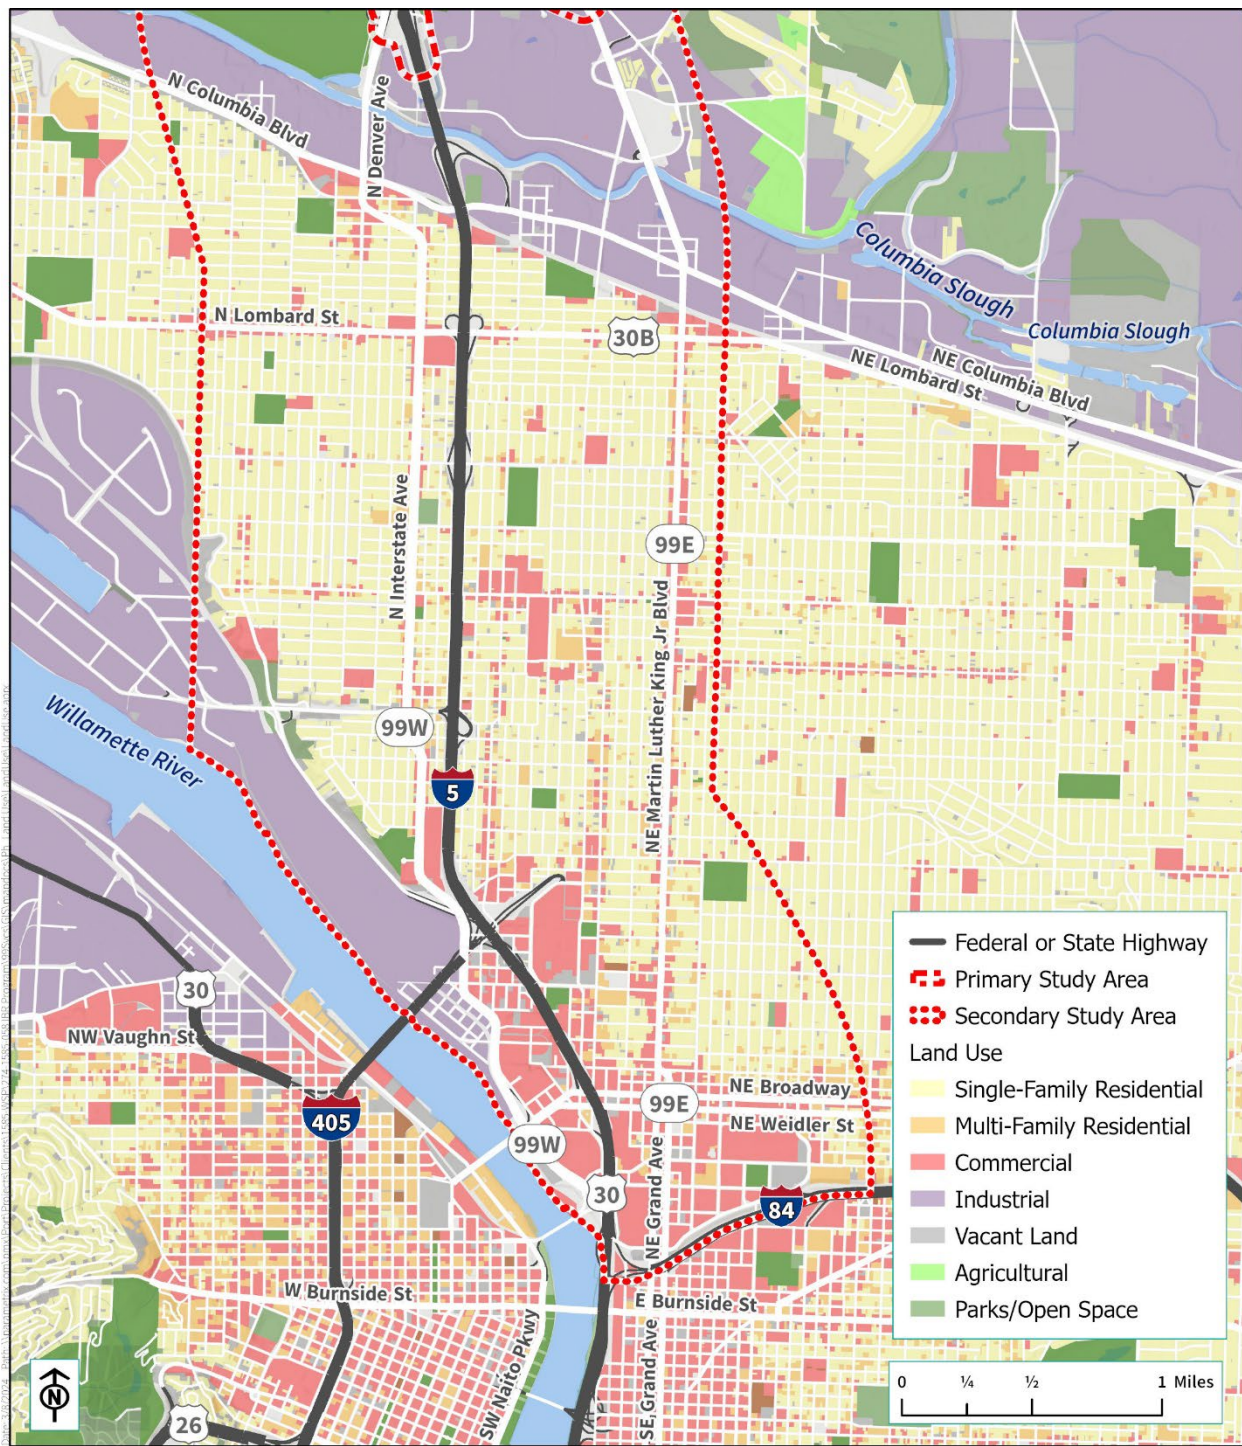 N Columbia Blvd
N Denver Ave
Columbia Slough
Columbia Slough
N Lombard St
30B
NE Columbia Blvd
NE Lombard St
N Interstate Ave
99E
NE Martin Luther King Jr Blvd
Willamette River
99W
5
30
NW Vaughn St
405
NE Broadway
99E
NE Weidler St
99W
30
NE Grand Ave
84
W Burnside St
E Burnside St
SW Naito Pkwy
SE Grand Ave
26
N
Federal or State Highway
Primary Study Area
Secondary Study Area
Land Use
Single-Family Residential
Multi-Family Residential
Commercial
Industrial
Vacant Land
Agricultural
Parks/Open Space
0 ¼ ½ 1 Miles